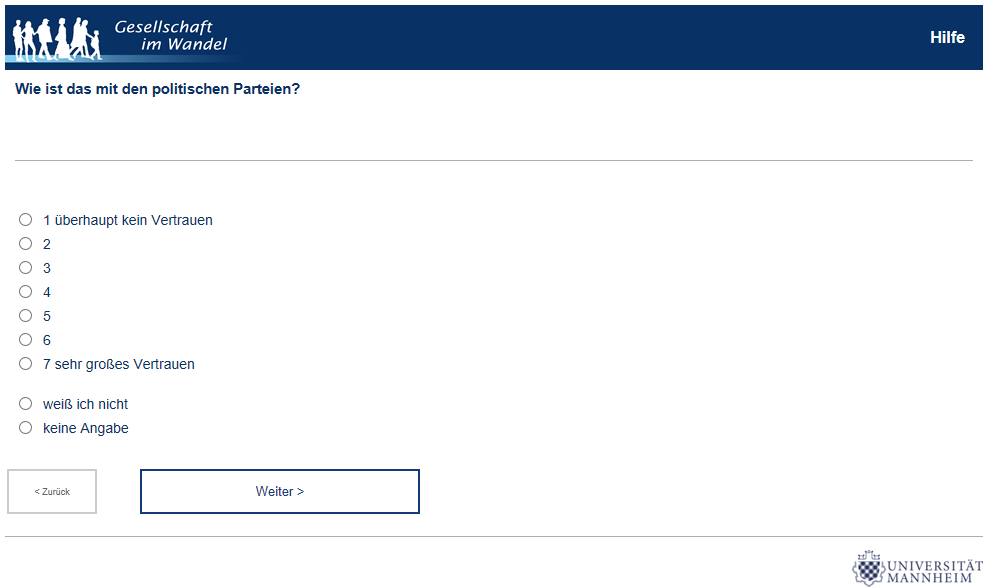 Gesellschaft
im Wandel
Hilfe
Wie ist das mit den politischen Parteien?
1 überhaupt kein Vertrauen
2
3
4
5
6
7 sehr großes Vertrauen
weiß ich nicht
keine Angabe
< Zurück
Weiter >
UNIVERSITÄT
MANNHEIM